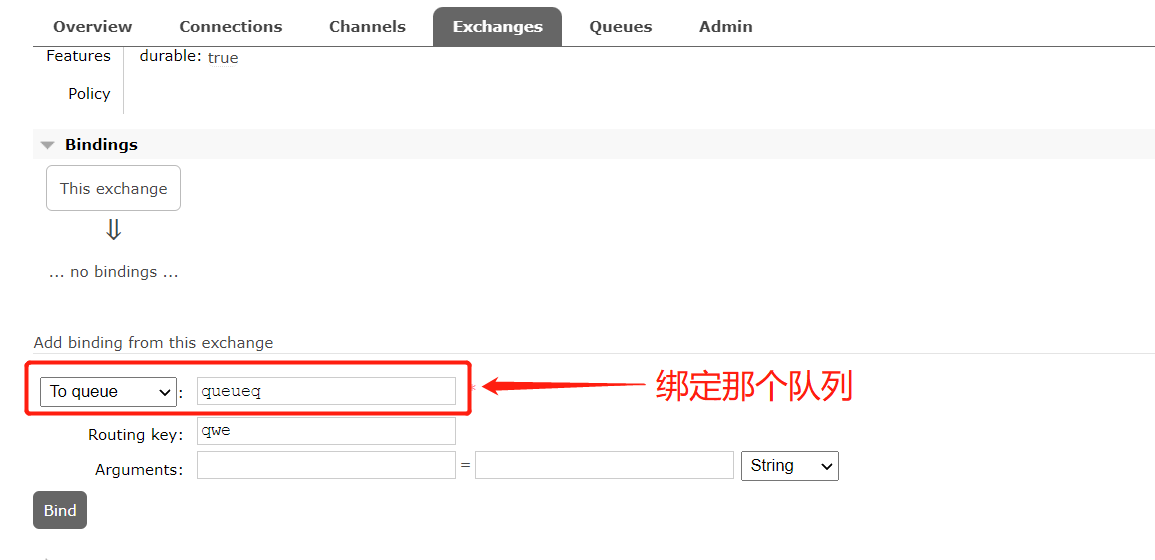 Overview Connections Channels Exchanges Queues Admin
Features durable: true
Policy
Bindings
This exchange
⇓
... no bindings ...
Add binding from this exchange
To queue : queueq * 绑定那个队列
Routing key: qwe
Arguments: = String
Bind